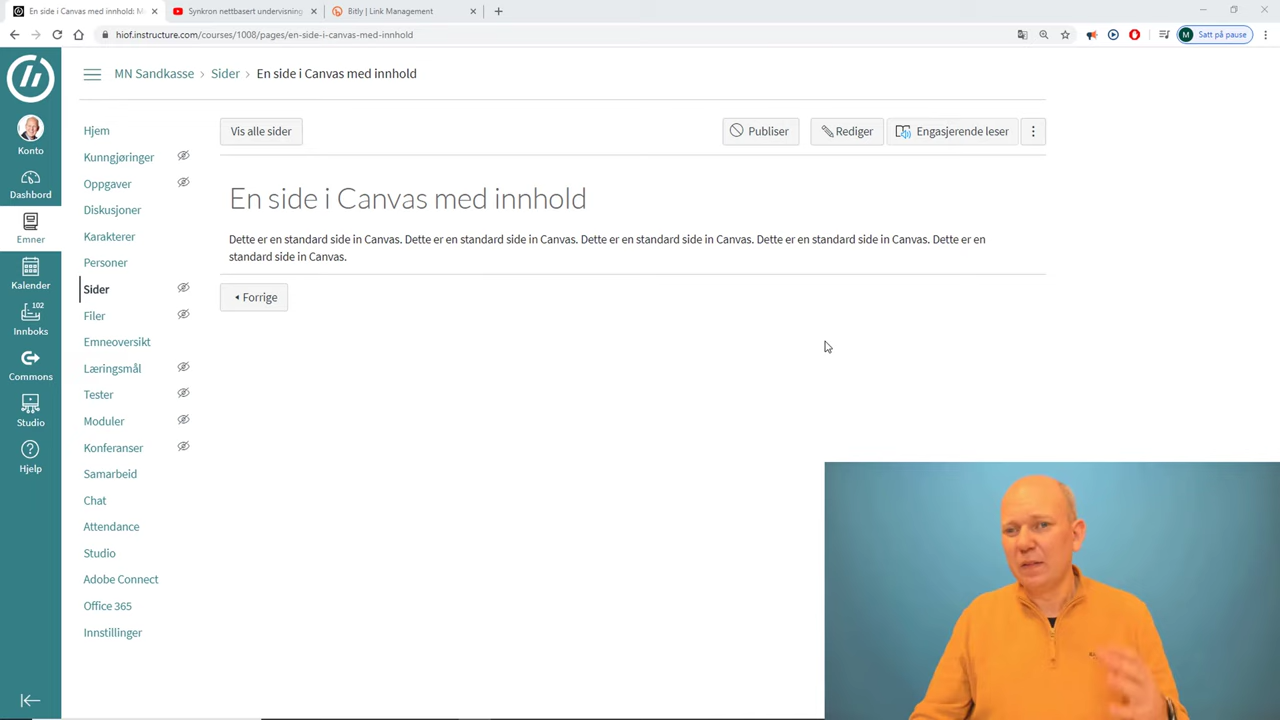 En side i Canvas med innhold: M
Synkron nettbasert undervisning
Bitly | Link Management
hiof.instructure.com/courses/1008/pages/en-side-i-canvas-med-innhold
M
Satt på pause
MN Sandkasse > Sider > En side i Canvas med innhold
Konto
Dashbord
Emner
Kalender
102
Innboks
Commons
Studio
Hjelp
Hjem
Kunngjøringer
Oppgaver
Diskusjoner
Karakterer
Personer
Sider
Filer
Emneoversikt
Læringsmål
Tester
Moduler
Konferanser
Samarbeid
Chat
Attendance
Studio
Adobe Connect
Office 365
Innstillinger
Vis alle sider
Publiser
Rediger
Engasjerende leser
En side i Canvas med innhold
Dette er en standard side in Canvas. Dette er en standard side in Canvas. Dette er en standard side in Canvas. Dette er en standard side in Canvas. Dette er en
standard side in Canvas.
Forrige